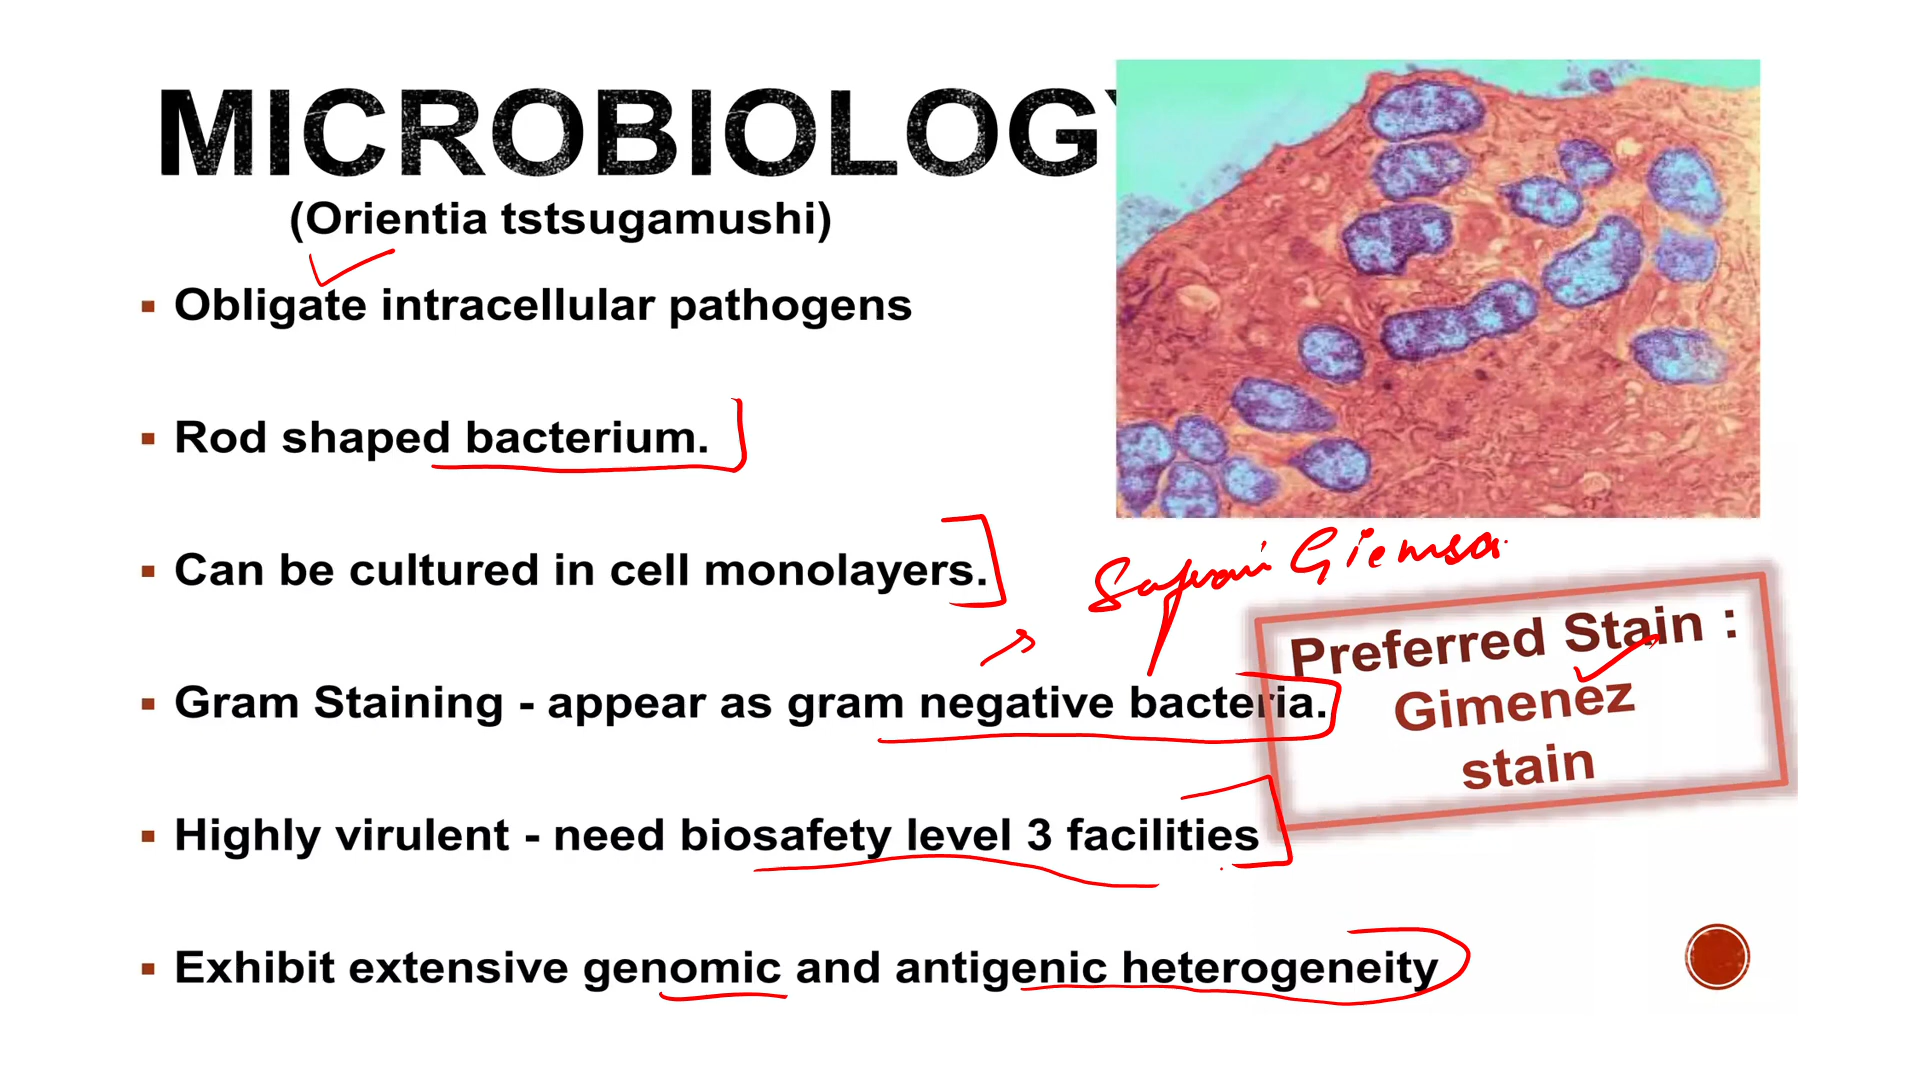 MICROBIOLOGY
(Orientia tstsugamushi)
▪ Obligate intracellular pathogens
▪ Rod shaped bacterium.
▪ Can be cultured in cell monolayers.
Giemsa
▪ Gram Staining - appear as gram negative bacteria.
Preferred Stain :
Gimenez
stain
▪ Highly virulent - need biosafety level 3 facilities
▪ Exhibit extensive genomic and antigenic heterogeneity